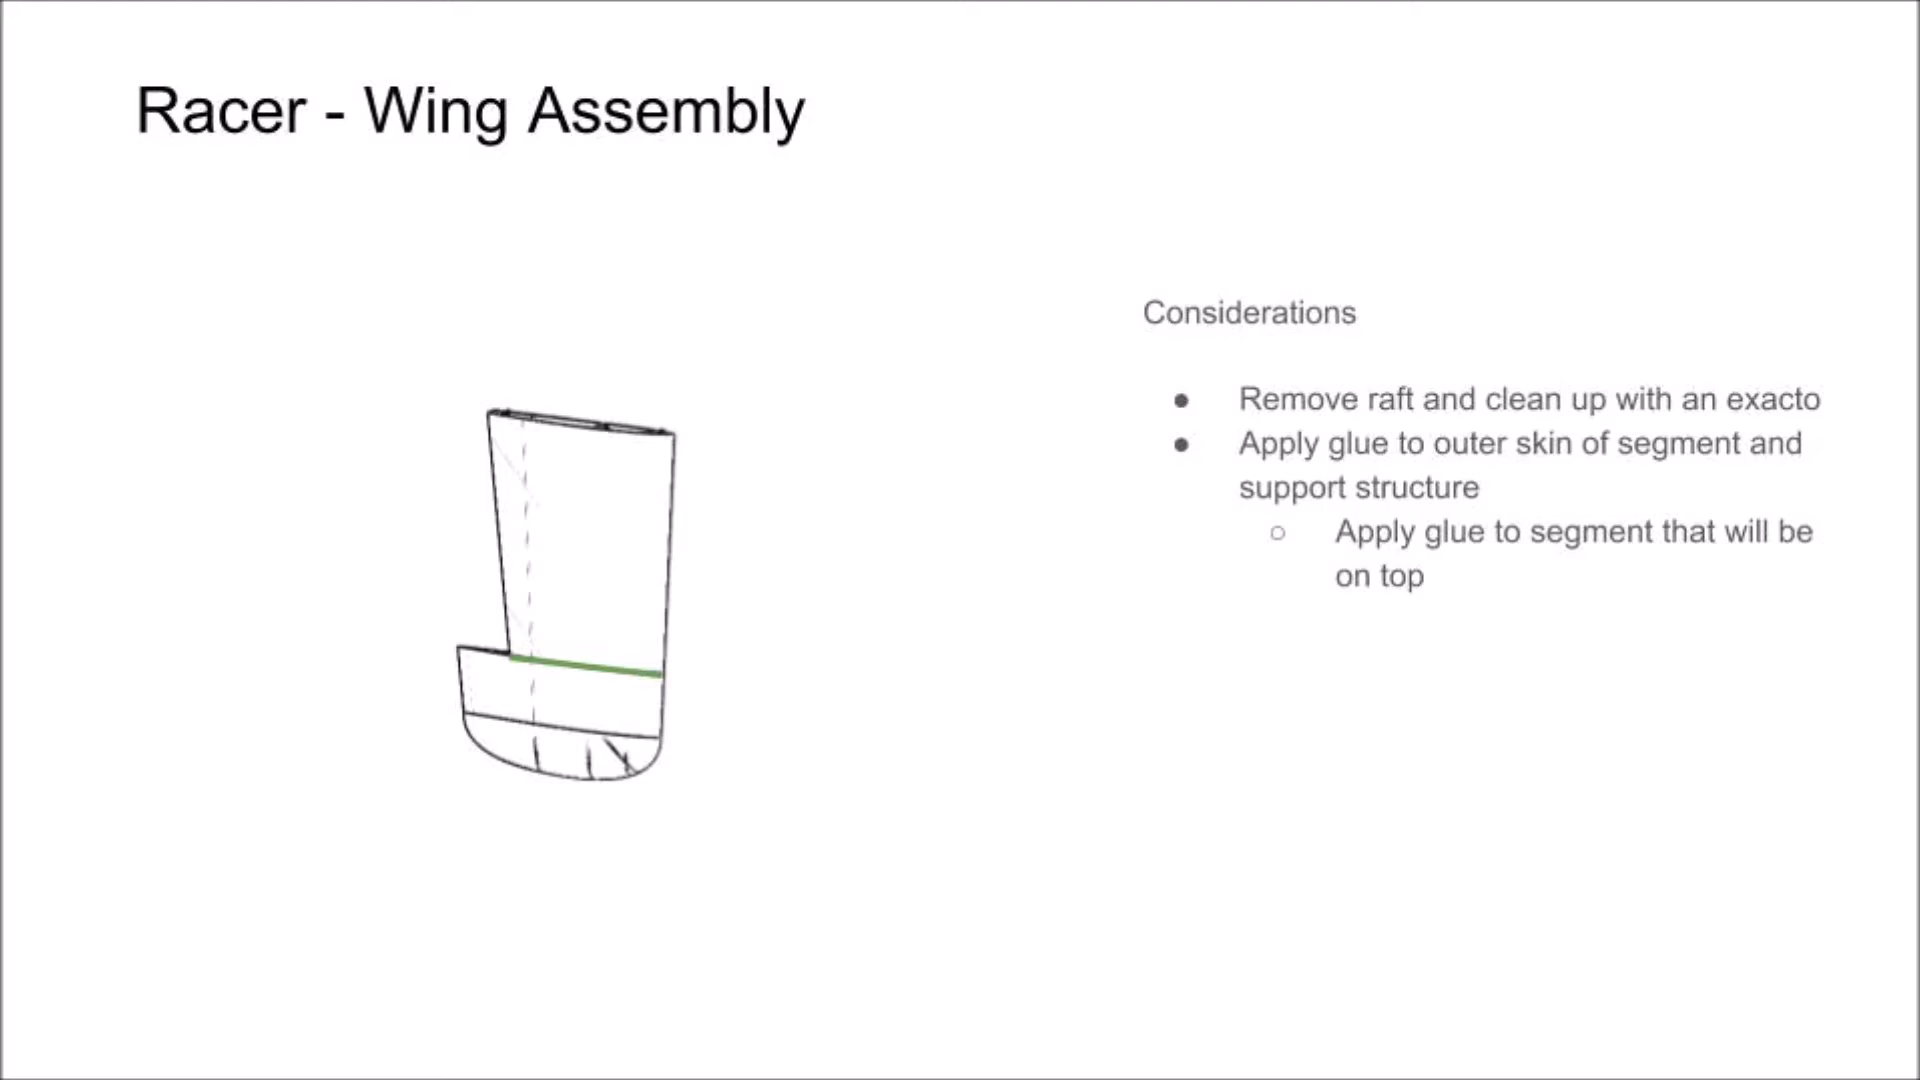 Racer - Wing Assembly
Considerations
● Remove raft and clean up with an exacto
● Apply glue to outer skin of segment and
support structure
○ Apply glue to segment that will be
on top